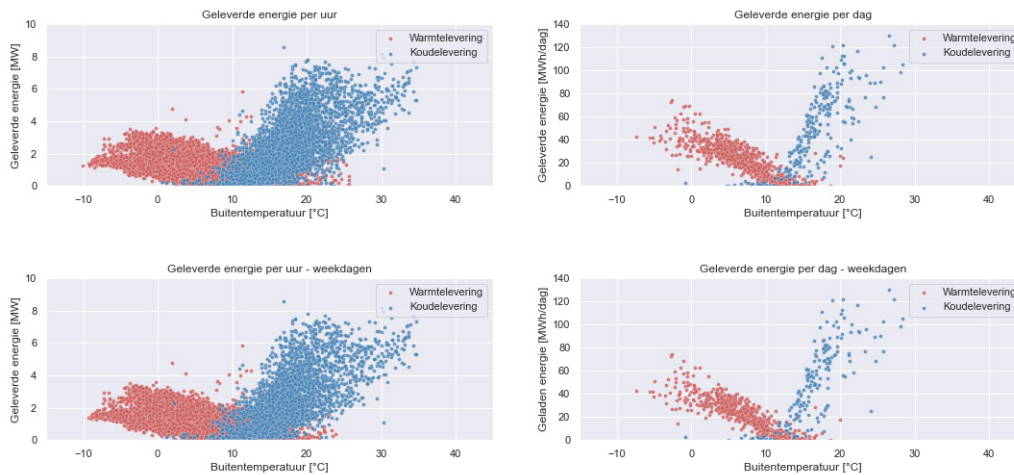 Geleverde energie per uur
Geleverde energie [MW]
10
8
6
4
2
0
Warmtelevering
Koudelevering
−10 0 10 20 30 40
Buitentemperatuur [°C]
Geleverde energie per dag
Geleverde energie [MWh/dag]
140
120
100
80
60
40
20
0
Warmtelevering
Koudelevering
−10 0 10 20 30 40
Buitentemperatuur [°C]
Geleverde energie per uur - weekdagen
Geleverde energie [MW]
10
8
6
4
2
0
Warmtelevering
Koudelevering
−10 0 10 20 30 40
Buitentemperatuur [°C]
Geleverde energie per dag - weekdagen
Geladen energie [MWh/dag]
140
120
100
80
60
40
20
0
Warmtelevering
Koudelevering
−10 0 10 20 30 40
Buitentemperatuur [°C]